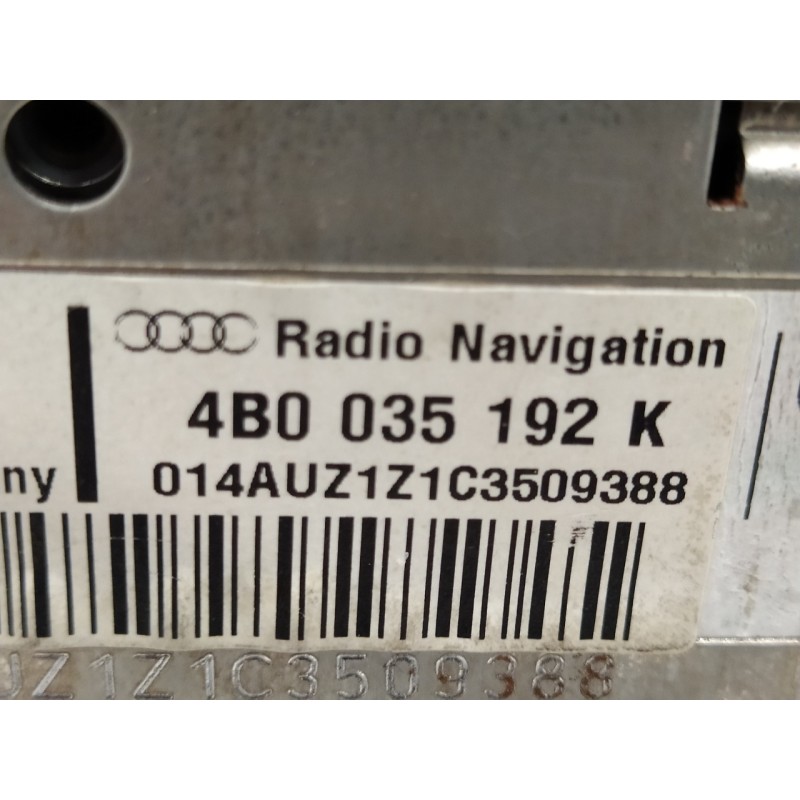 Radio Navigation
4B0 035 192 K
ny 014AUZ1Z1C3509388
UZ1Z1C3509388